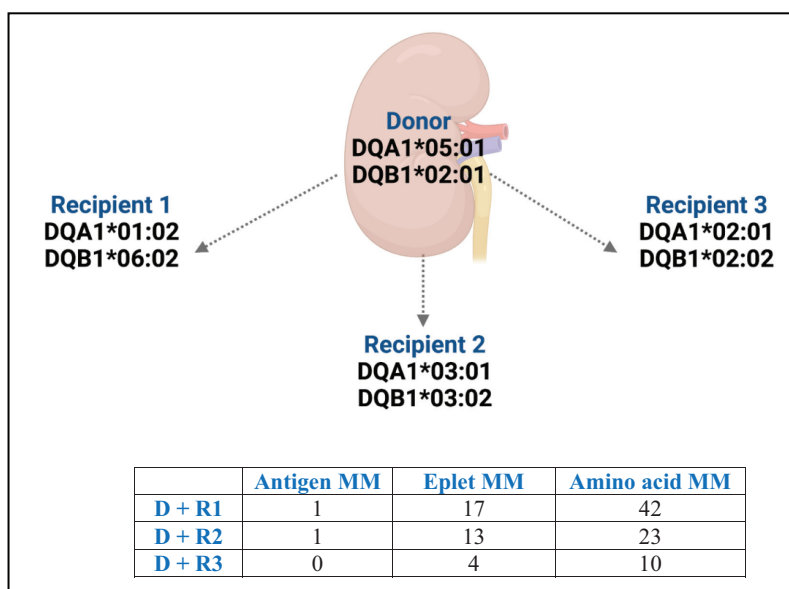 Donor
DQA1*05:01
DQB1*02:01
Recipient 1
DQA1*01:02
DQB1*06:02
Recipient 3
DQA1*02:01
DQB1*02:02
Recipient 2
DQA1*03:01
DQB1*03:02
Antigen MM Eplet MM Amino acid MM
D + R1 1 17 42
D + R2 1 13 23
D + R3 0 4 10